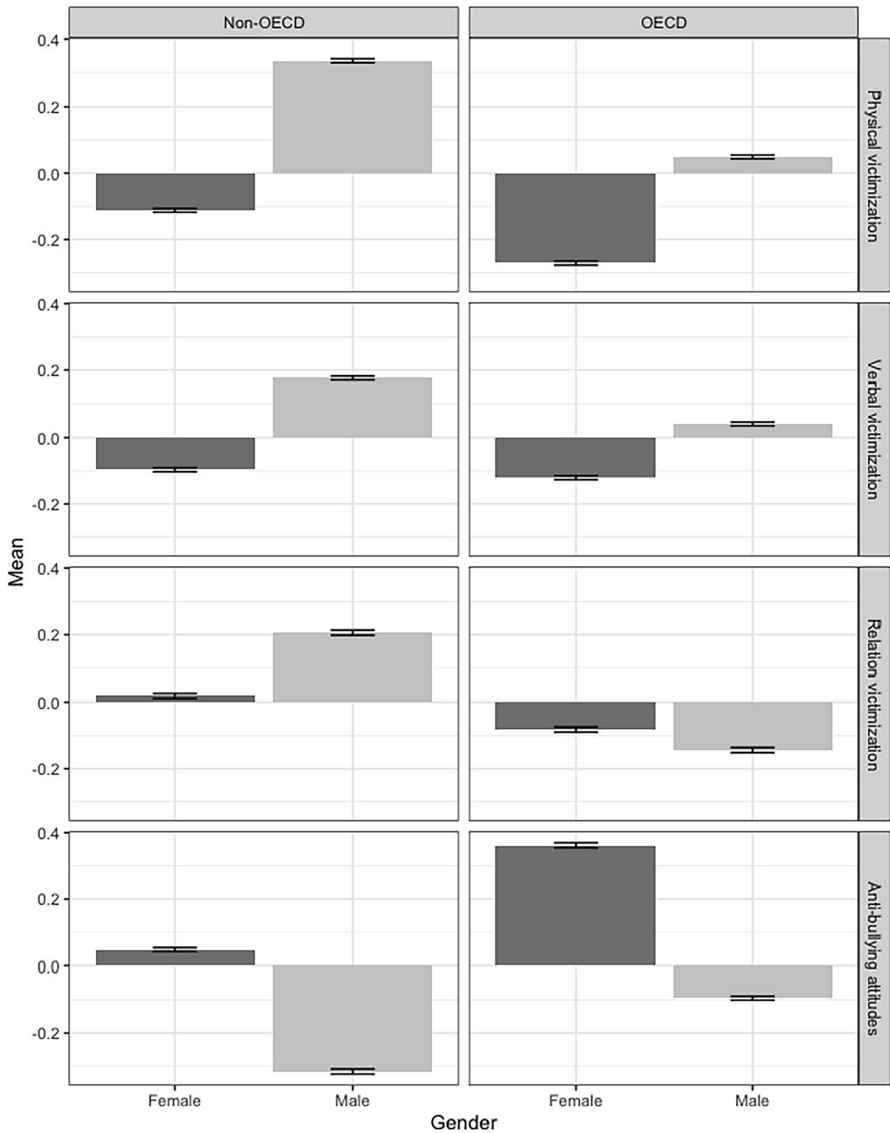 Non-OECD
OECD
0.4
0.2
0.0
-0.2
Physical victimization
0.4
0.2
0.0
-0.2
Verbal victimization
Mean
0.4
0.2
0.0
-0.2
Relation victimization
0.4
0.2
0.0
-0.2
Anti-bullying attitudes
Female
Male
Female
Male
Gender